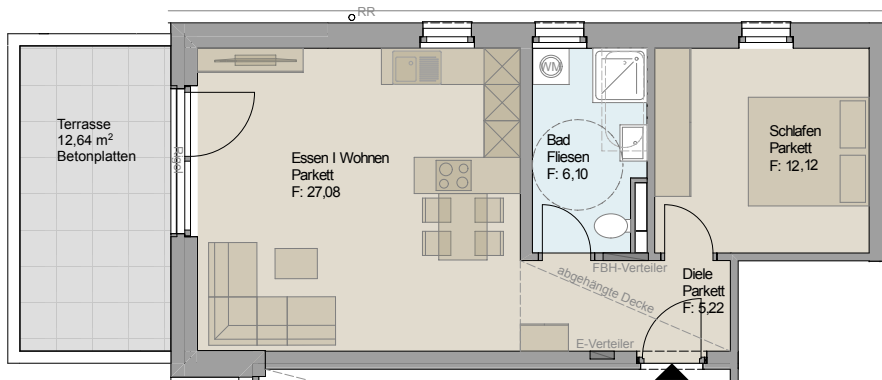 RR
Terrasse
12,64 m²
Betonplatten
Essen I Wohnen
Parkett
F: 27,08
WM
Bad
Fliesen
F: 6,10
Schlafen
Parkett
F: 12,12
FBH-Verteiler
abgehängte Decke
Diele
Parkett
F: 5,22
E-Verteiler